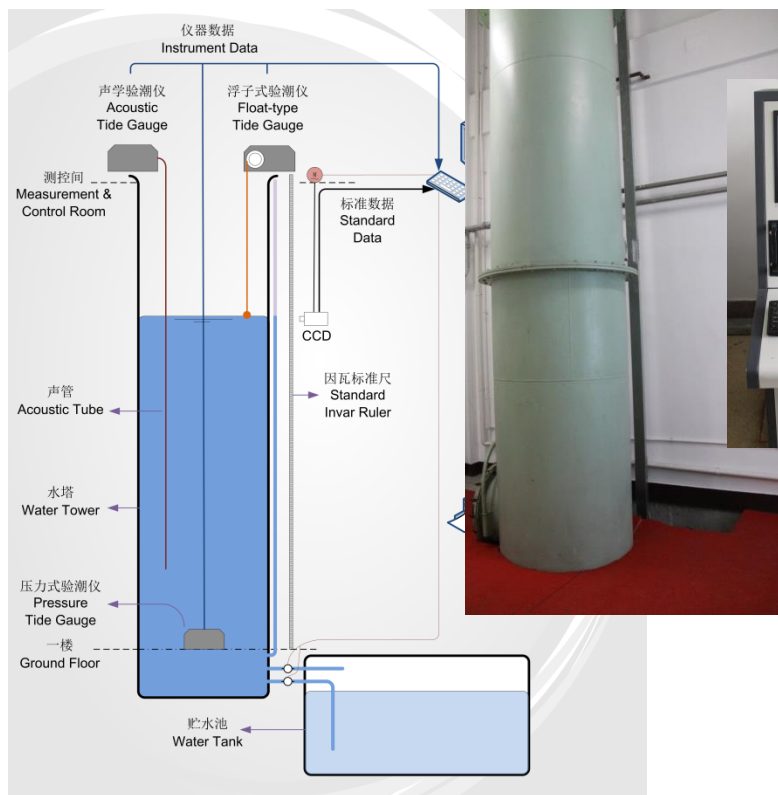 仪器数据
Instrument Data
声学验潮仪
Acoustic
Tide Gauge
浮子式验潮仪
Float-type
Tide Gauge
测控间
Measurement &
Control Room
标准数据
Standard
Data
CCD
因瓦标准尺
Standard
Invar Ruler
声管
Acoustic Tube
水塔
Water Tower
压力式验潮仪
Pressure
Tide Gauge
一楼
Ground Floor
贮水池
Water Tank